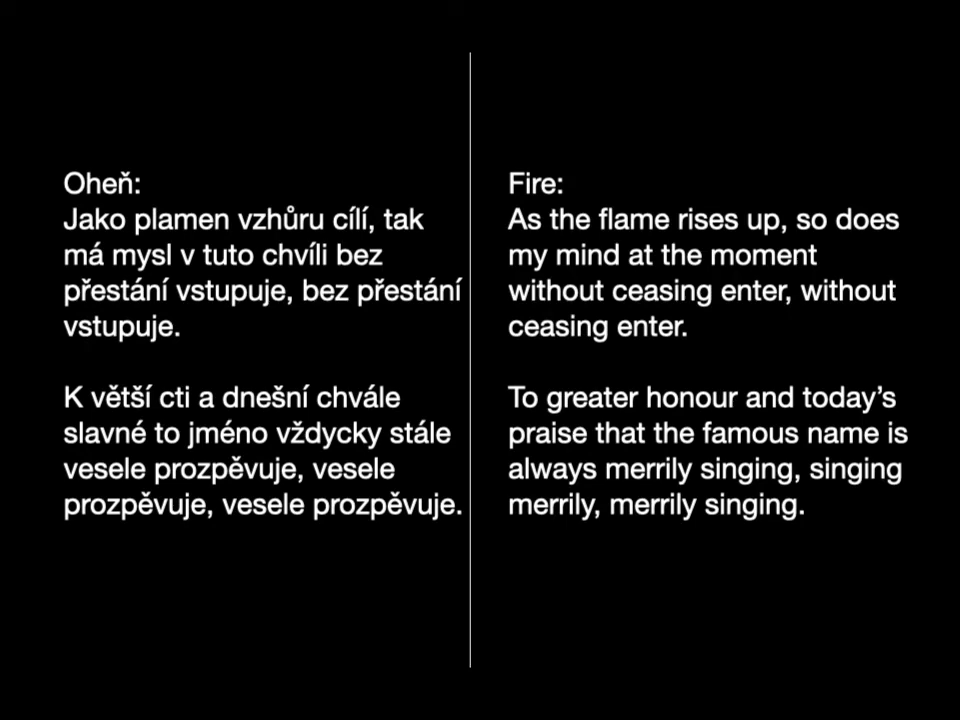 Oheň:
Jako plamen vzhůru cílí, tak
má mysl v tuto chvíli bez
přestání vstupuje, bez přestání
vstupuje.
K větší cti a dnešní chvále
slavné to jméno vždycky stále
vesele prozpěvuje, vesele
prozpěvuje, vesele prozpěvuje.
Fire:
As the flame rises up, so does
my mind at the moment
without ceasing enter, without
ceasing enter.
To greater honour and today’s
praise that the famous name is
always merrily singing, singing
merrily, merrily singing.